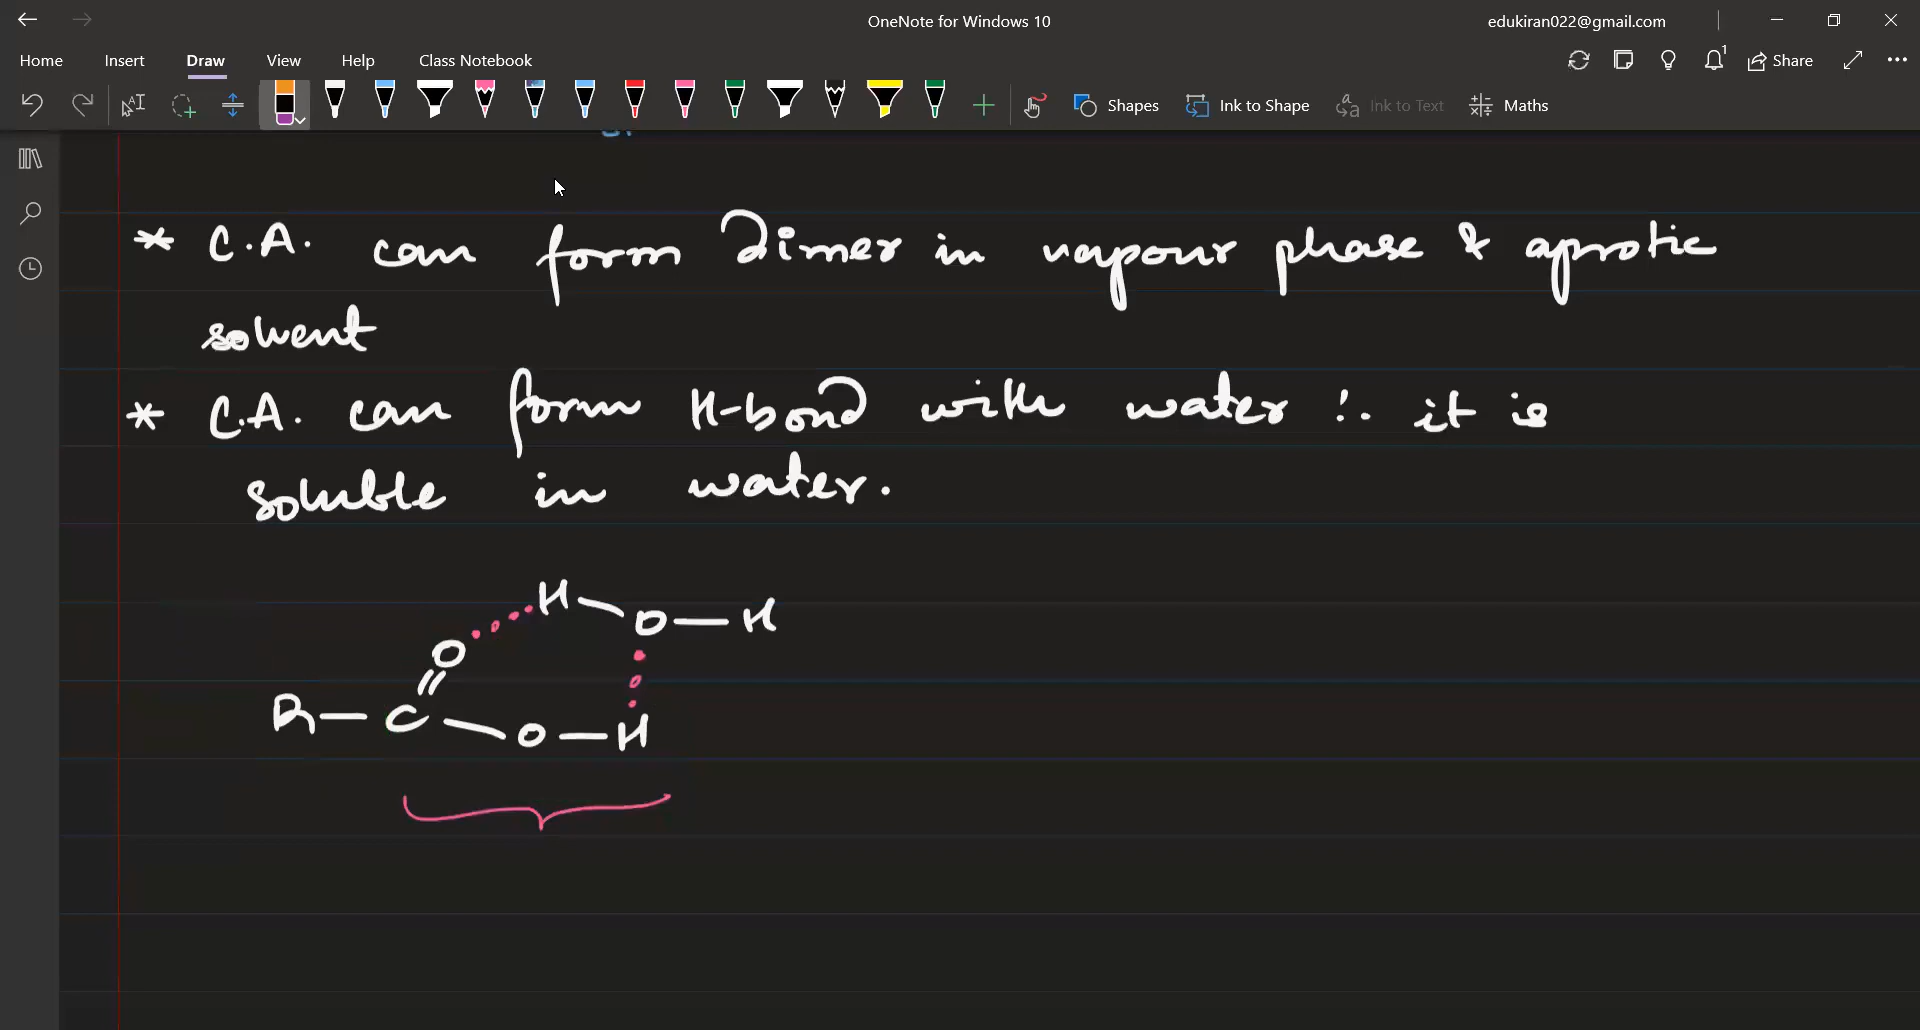 OneNote for Windows 10
edukiran022@gmail.com
Home Insert Draw View Help Class Notebook
1
Share
Shapes Ink to Shape Ink to Text Maths
* C.A. can form dimer in vapour phase & aprotic
solvent
* C.A. can form H-bond with water ∴ it is
soluble in water.
H — O — H
O
R — C — O — H